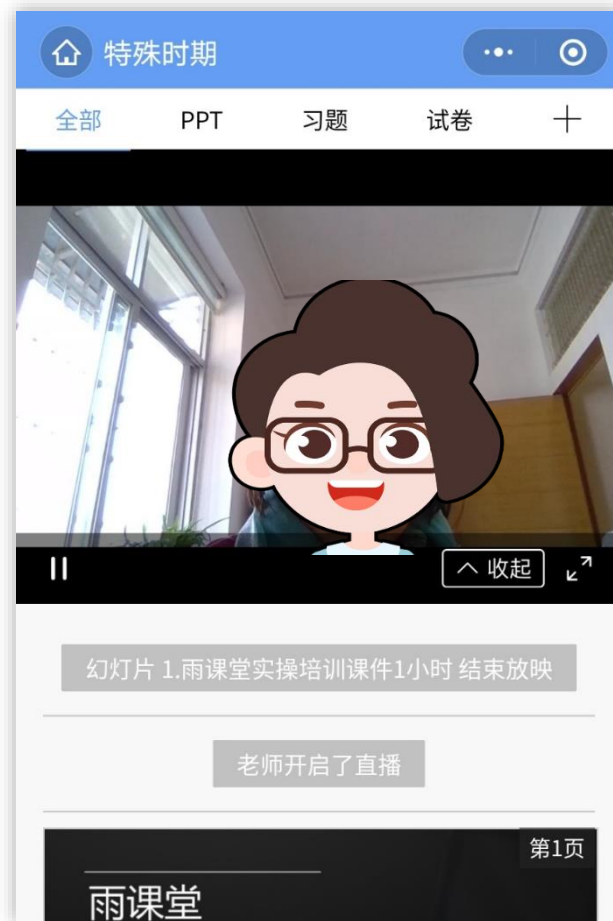 特殊时期
全部 PPT 习题 试卷
收起
幻灯片 1.雨课堂实操培训课件1小时 结束放映
老师开启了直播
第1页
雨课堂